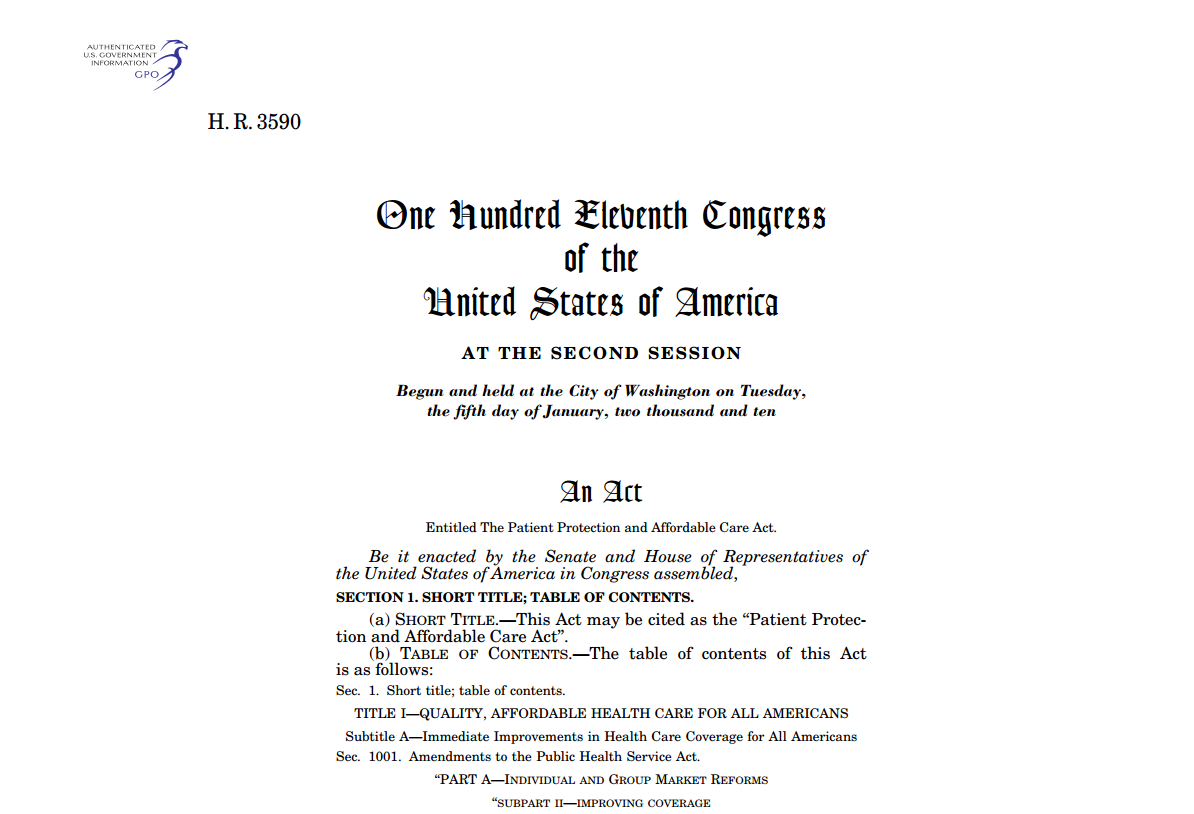 AUTHENTICATED
U.S. GOVERNMENT
INFORMATION
GPO
H. R. 3590
One Hundred Eleventh Congress
of the
United States of America
AT THE SECOND SESSION
Begun and held at the City of Washington on Tuesday,
the fifth day of January, two thousand and ten
An Act
Entitled The Patient Protection and Affordable Care Act.
Be it enacted by the Senate and House of Representatives of
the United States of America in Congress assembled,
SECTION 1. SHORT TITLE; TABLE OF CONTENTS.
(a) SHORT TITLE.—This Act may be cited as the “Patient Protec-
tion and Affordable Care Act”.
(b) TABLE OF CONTENTS.—The table of contents of this Act
is as follows:
Sec. 1. Short title; table of contents.
TITLE I—QUALITY, AFFORDABLE HEALTH CARE FOR ALL AMERICANS
Subtitle A—Immediate Improvements in Health Care Coverage for All Americans
Sec. 1001. Amendments to the Public Health Service Act.
“PART A—INDIVIDUAL AND GROUP MARKET REFORMS
“SUBPART II—IMPROVING COVERAGE